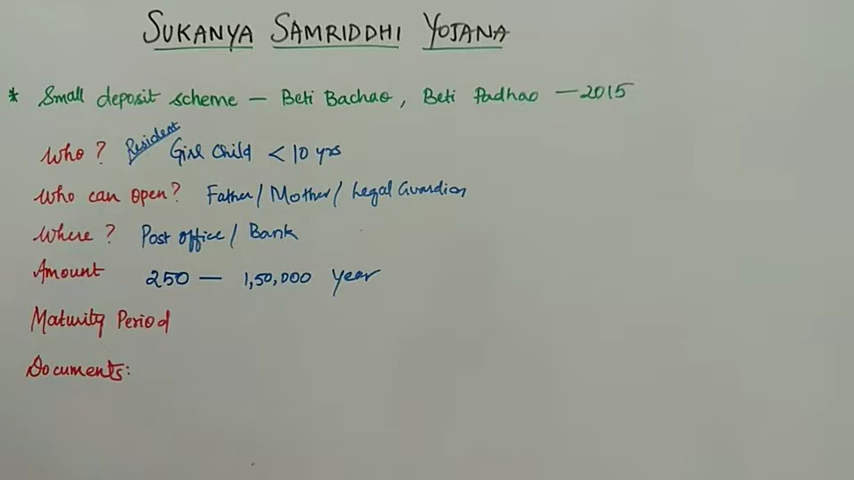 SUKANYA SAMRIDDHI YOJANA
* Small deposit scheme — Beti Bachao, Beti Padhao — 2015
Who? Resident Girl Child < 10 yrs
Who can open? Father/ Mother/ Legal Guardian
Where? Post office/ Bank
Amount 250 — 1,50,000 year
Maturity Period
Documents: